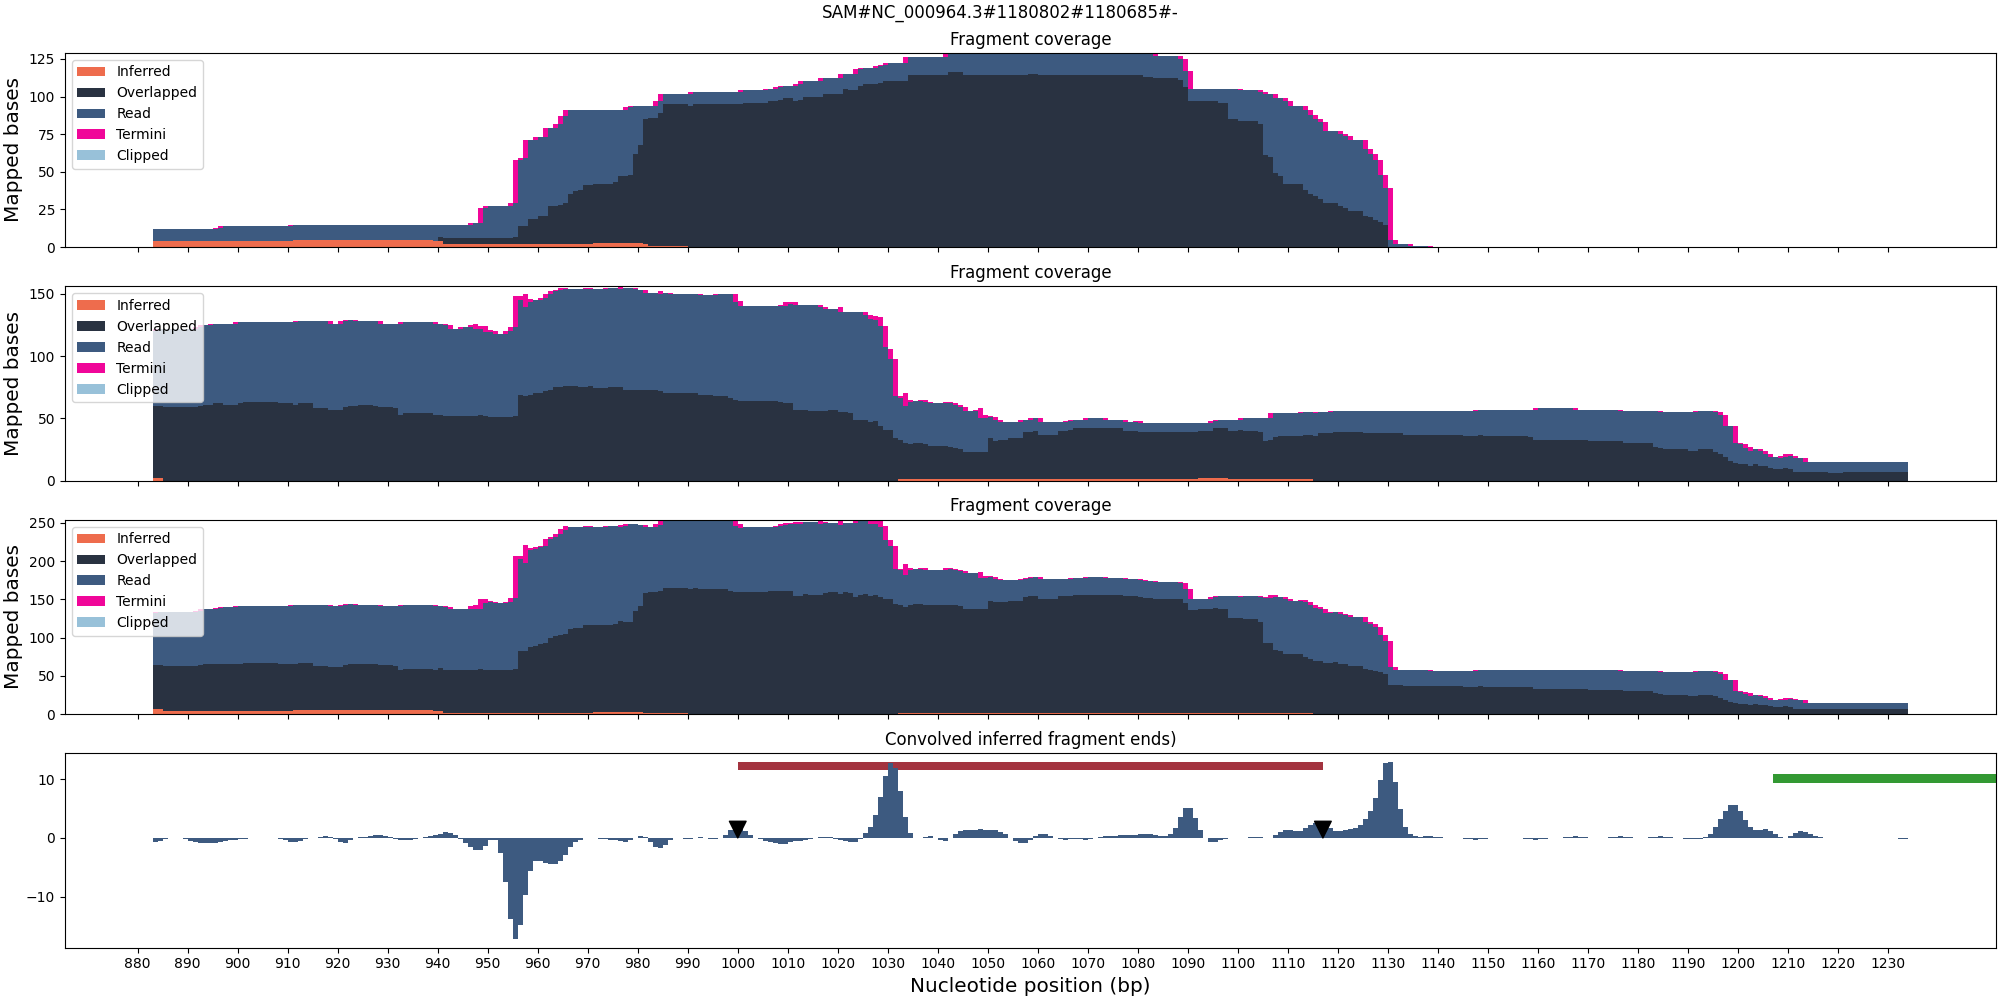 SAM#NC_000964.3#1180802#1180685#-
Fragment coverage
Mapped bases
125
100
75
50
25
0
Inferred
Overlapped
Read
Termini
Clipped
Fragment coverage
Mapped bases
150
100
50
0
Inferred
Overlapped
Read
Termini
Clipped
Fragment coverage
Mapped bases
250
200
150
100
50
0
Inferred
Overlapped
Read
Termini
Clipped
Convolved inferred fragment ends)
10
0
−10
880 890 900 910 920 930 940 950 960 970 980 990 1000 1010 1020 1030 1040 1050 1060 1070 1080 1090 1100 1110 1120 1130 1140 1150 1160 1170 1180 1190 1200 1210 1220 1230
Nucleotide position (bp)